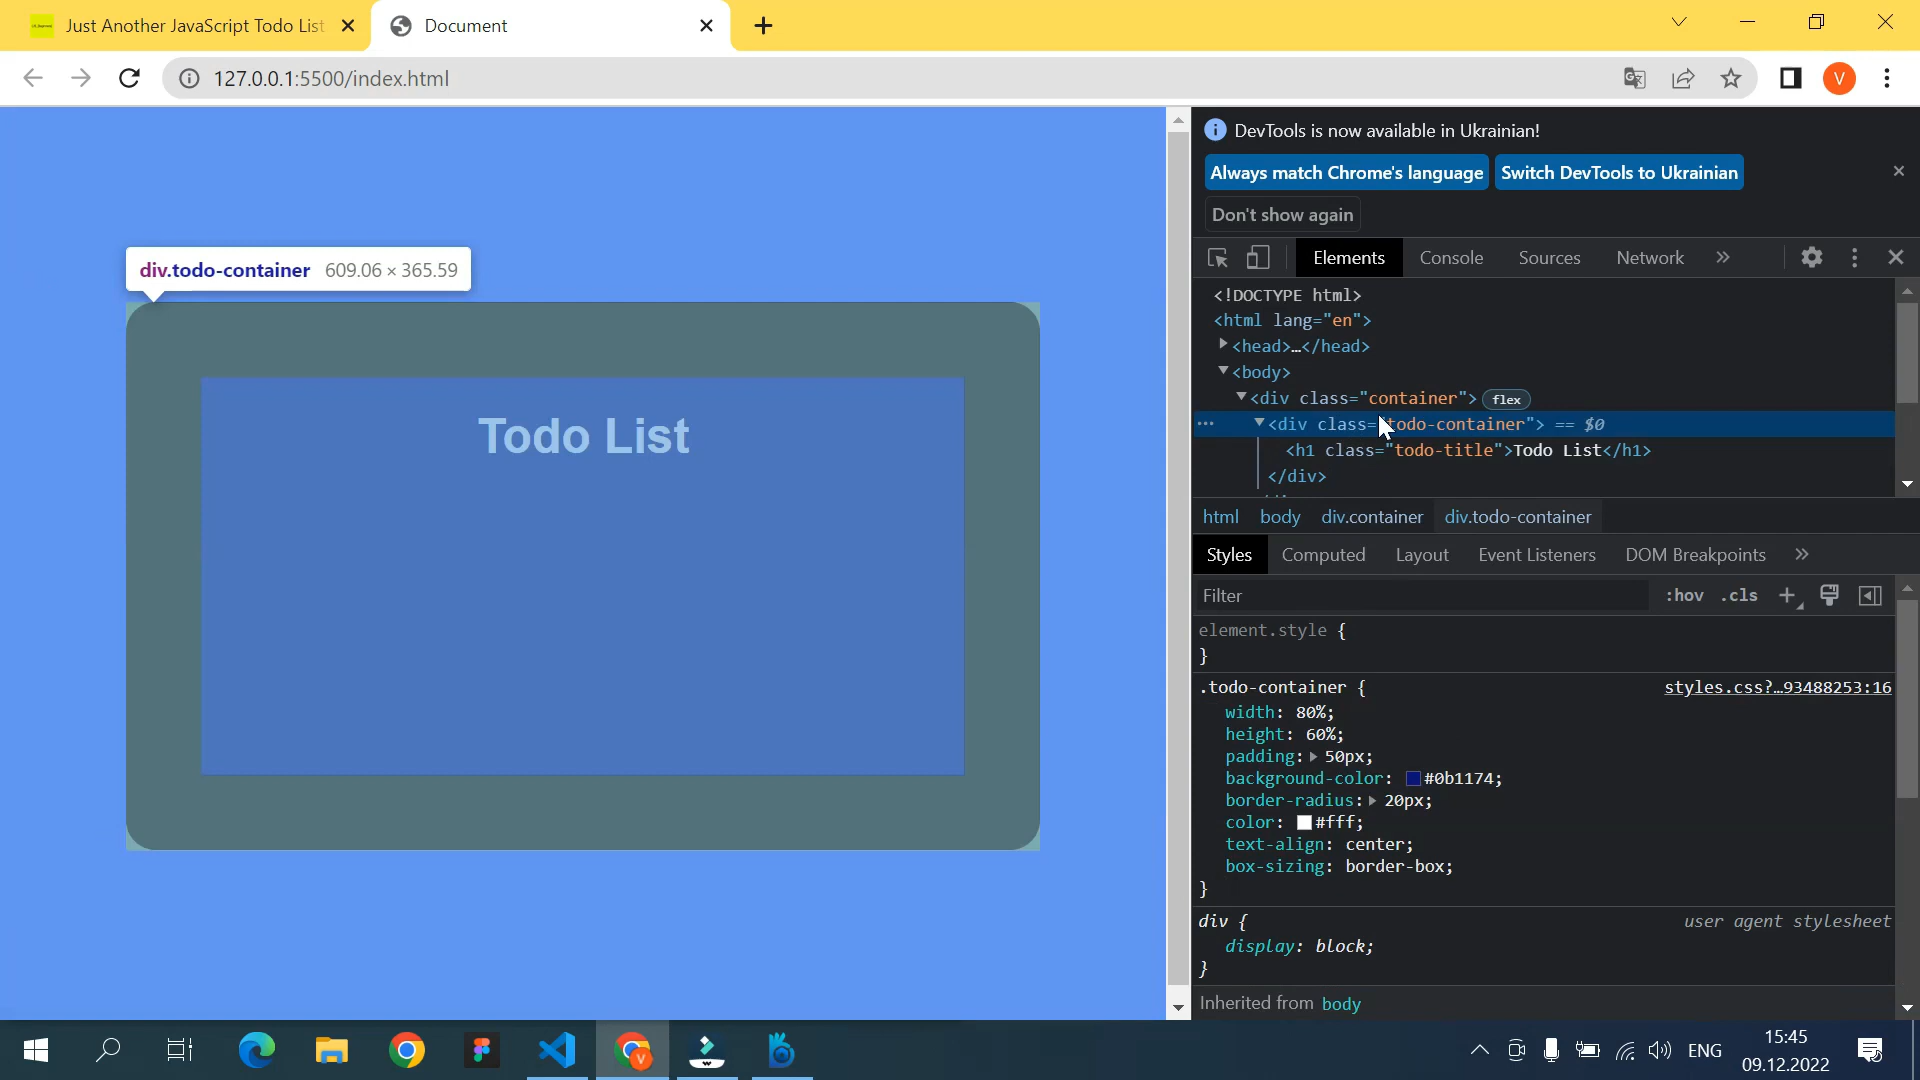 Just Another JavaScript Todo List
Document
127.0.0.1:5500/index.html
V
DevTools is now available in Ukrainian!
Always match Chrome's language
Switch DevTools to Ukrainian
Don't show again
Elements
Console
Sources
Network
<!DOCTYPE html>
<html lang="en">
<head>…</head>
<body>
<div class="container">
flex
<div class="todo-container"> == $0
<h1 class="todo-title">Todo List</h1>
</div>
html
body
div.container
div.todo-container
Styles
Computed
Layout
Event Listeners
DOM Breakpoints
Filter
:hov
.cls
element.style {
}
.todo-container {
styles.css?…93488253:16
width: 80%;
height: 60%;
padding: 50px;
background-color: #0b1174;
border-radius: 20px;
color: #fff;
text-align: center;
box-sizing: border-box;
}
div {
user agent stylesheet
display: block;
}
Inherited from body
div.todo-container 609.06 × 365.59
Todo List
V
ENG
15:45
09.12.2022